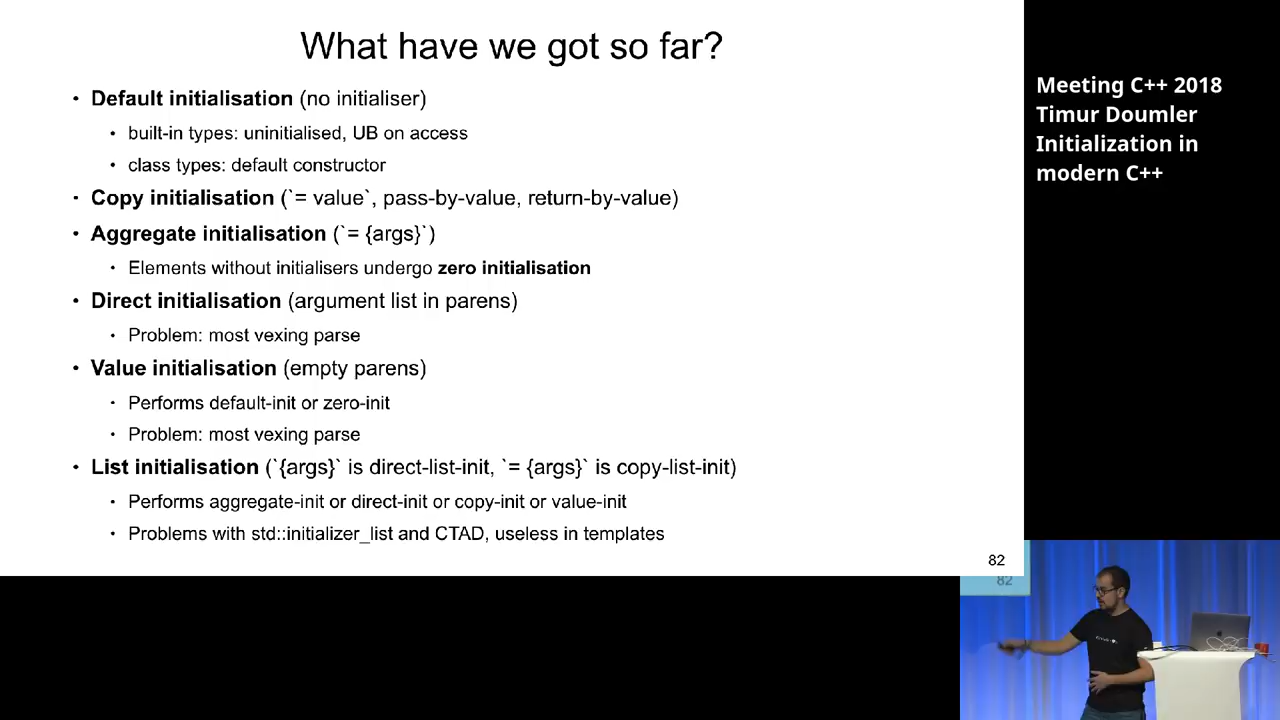 What have we got so far?
• Default initialisation (no initialiser)
• built-in types: uninitialised, UB on access
• class types: default constructor
• Copy initialisation (`= value`, pass-by-value, return-by-value)
• Aggregate initialisation (`= {args}`)
• Elements without initialisers undergo zero initialisation
• Direct initialisation (argument list in parens)
• Problem: most vexing parse
• Value initialisation (empty parens)
• Performs default-init or zero-init
• Problem: most vexing parse
• List initialisation (`{args}` is direct-list-init, `= {args}` is copy-list-init)
• Performs aggregate-init or direct-init or copy-init or value-init
• Problems with std::initializer_list and CTAD, useless in templates
82
Meeting C++ 2018
Timur Doumler
Initialization in
modern C++
82